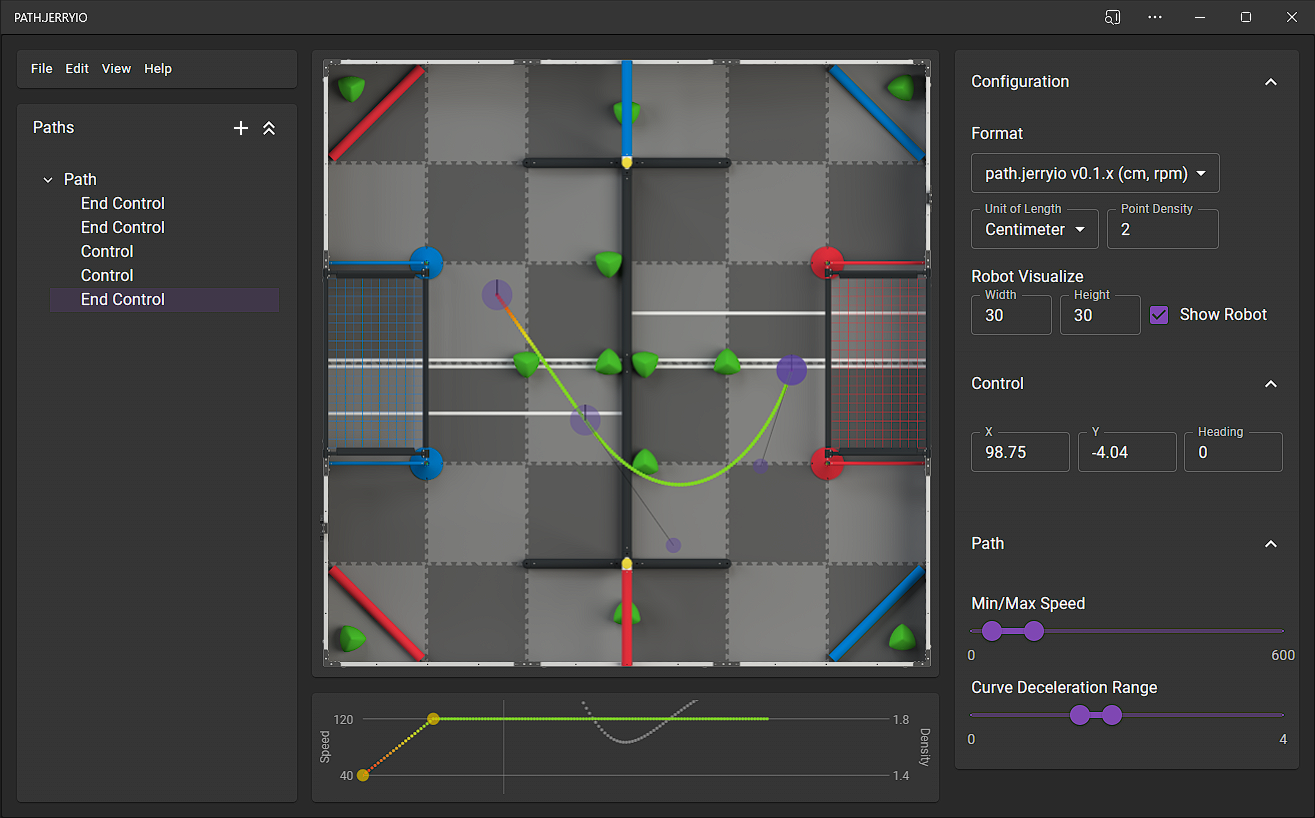 PATH.JERRYIO
File Edit View Help
Paths
Path
End Control
End Control
Control
Control
End Control
120
40
Speed
1.8
1.4
Density
Configuration
Format
path.jerryio v0.1.x (cm, rpm)
Unit of Length
Centimeter
Point Density
2
Robot Visualize
Width
30
Height
30
Show Robot
Control
X
98.75
Y
-4.04
Heading
0
Path
Min/Max Speed
0 600
Curve Deceleration Range
0 4